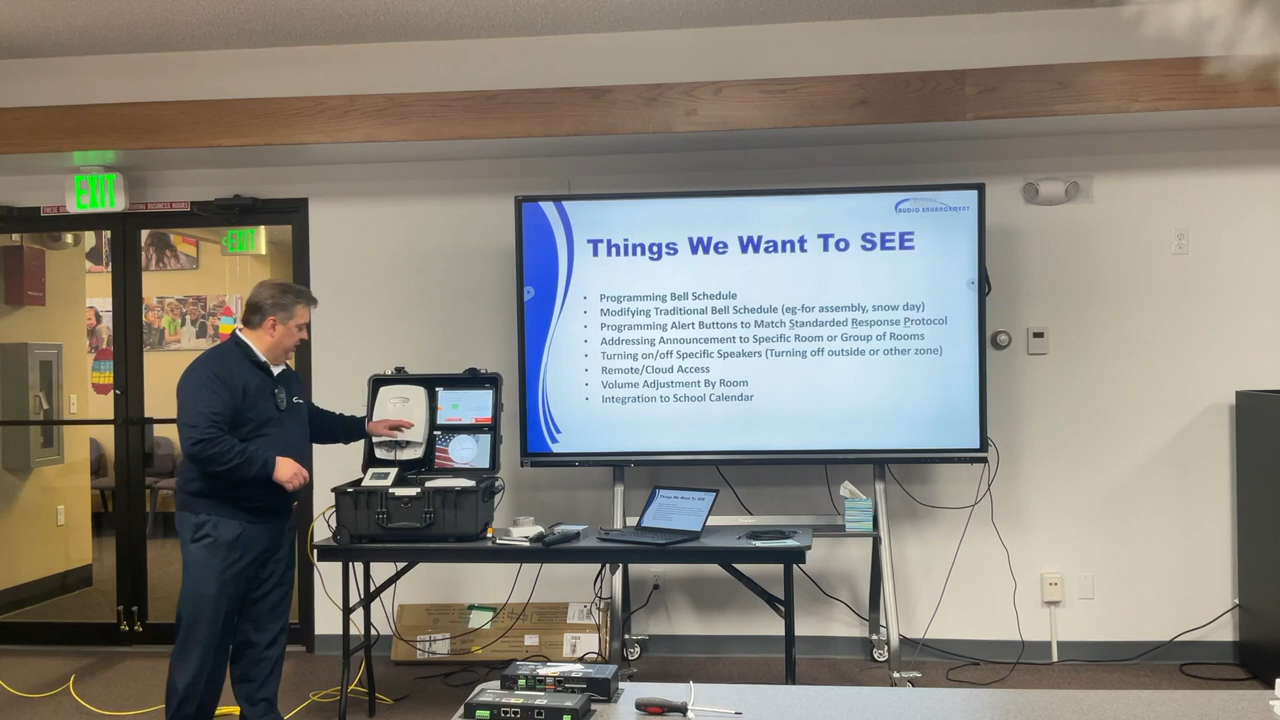 EXIT
EXIT
BUSINESS HOURS
AUDIO ENHANCEMENT
Things We Want To SEE
• Programming Bell Schedule
• Modifying Traditional Bell Schedule (eg-for assembly, snow day)
• Programming Alert Buttons to Match Standarded Response Protocol
• Addressing Announcement to Specific Room or Group of Rooms
• Turning on/off Specific Speakers (Turning off outside or other zone)
• Remote/Cloud Access
• Volume Adjustment By Room
• Integration to School Calendar
Things We Want To SEE